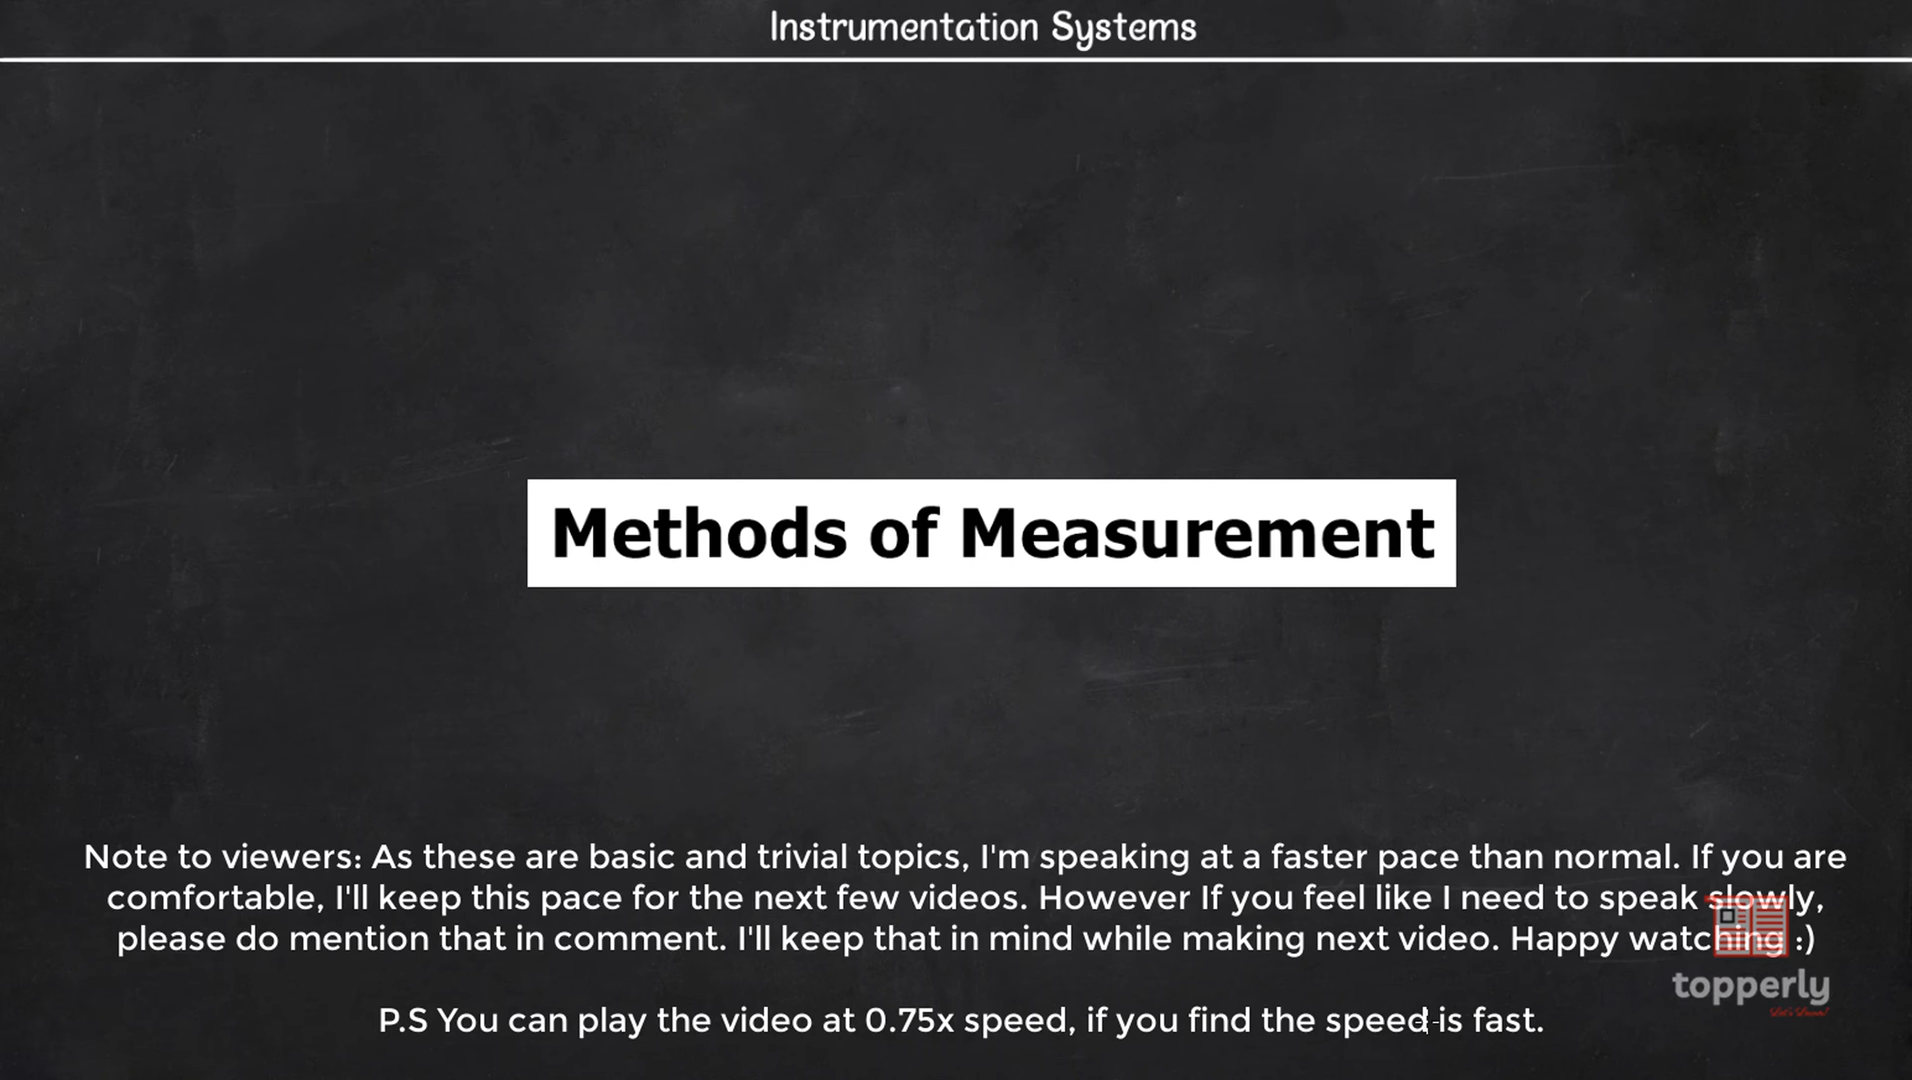 Instrumentation Systems
Methods of Measurement
Note to viewers: As these are basic and trivial topics, I'm speaking at a faster pace than normal. If you are
comfortable, I'll keep this pace for the next few videos. However If you feel like I need to speak slowly,
please do mention that in comment. I'll keep that in mind while making next video. Happy watching :)
topperly
Let's Learn!
P.S You can play the video at 0.75x speed, if you find the speed is fast.